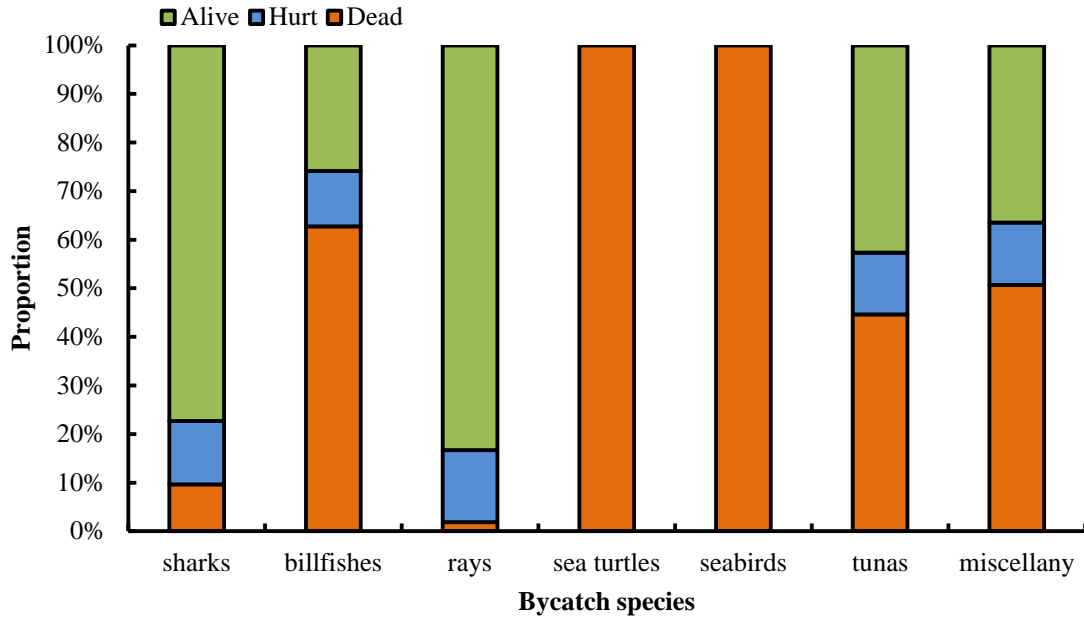 Alive Hurt Dead
100%
90%
80%
70%
60%
50%
40%
30%
20%
10%
0%
Proportion
sharks billfishes rays sea turtles seabirds tunas miscellany
Bycatch species